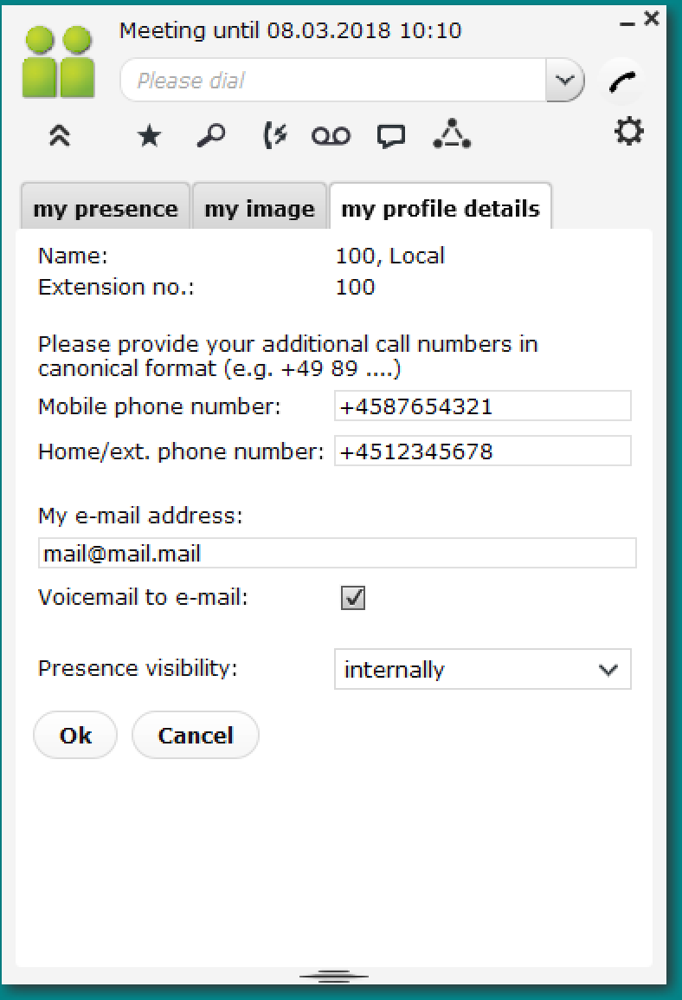 Meeting until 08.03.2018 10:10
Please dial
my presence my image my profile details
Name: 100, Local
Extension no.: 100
Please provide your additional call numbers in
canonical format (e.g. +49 89 ....)
Mobile phone number: +4587654321
Home/ext. phone number: +4512345678
My e-mail address:
mail@mail.mail
Voicemail to e-mail:
Presence visibility: internally
Ok Cancel